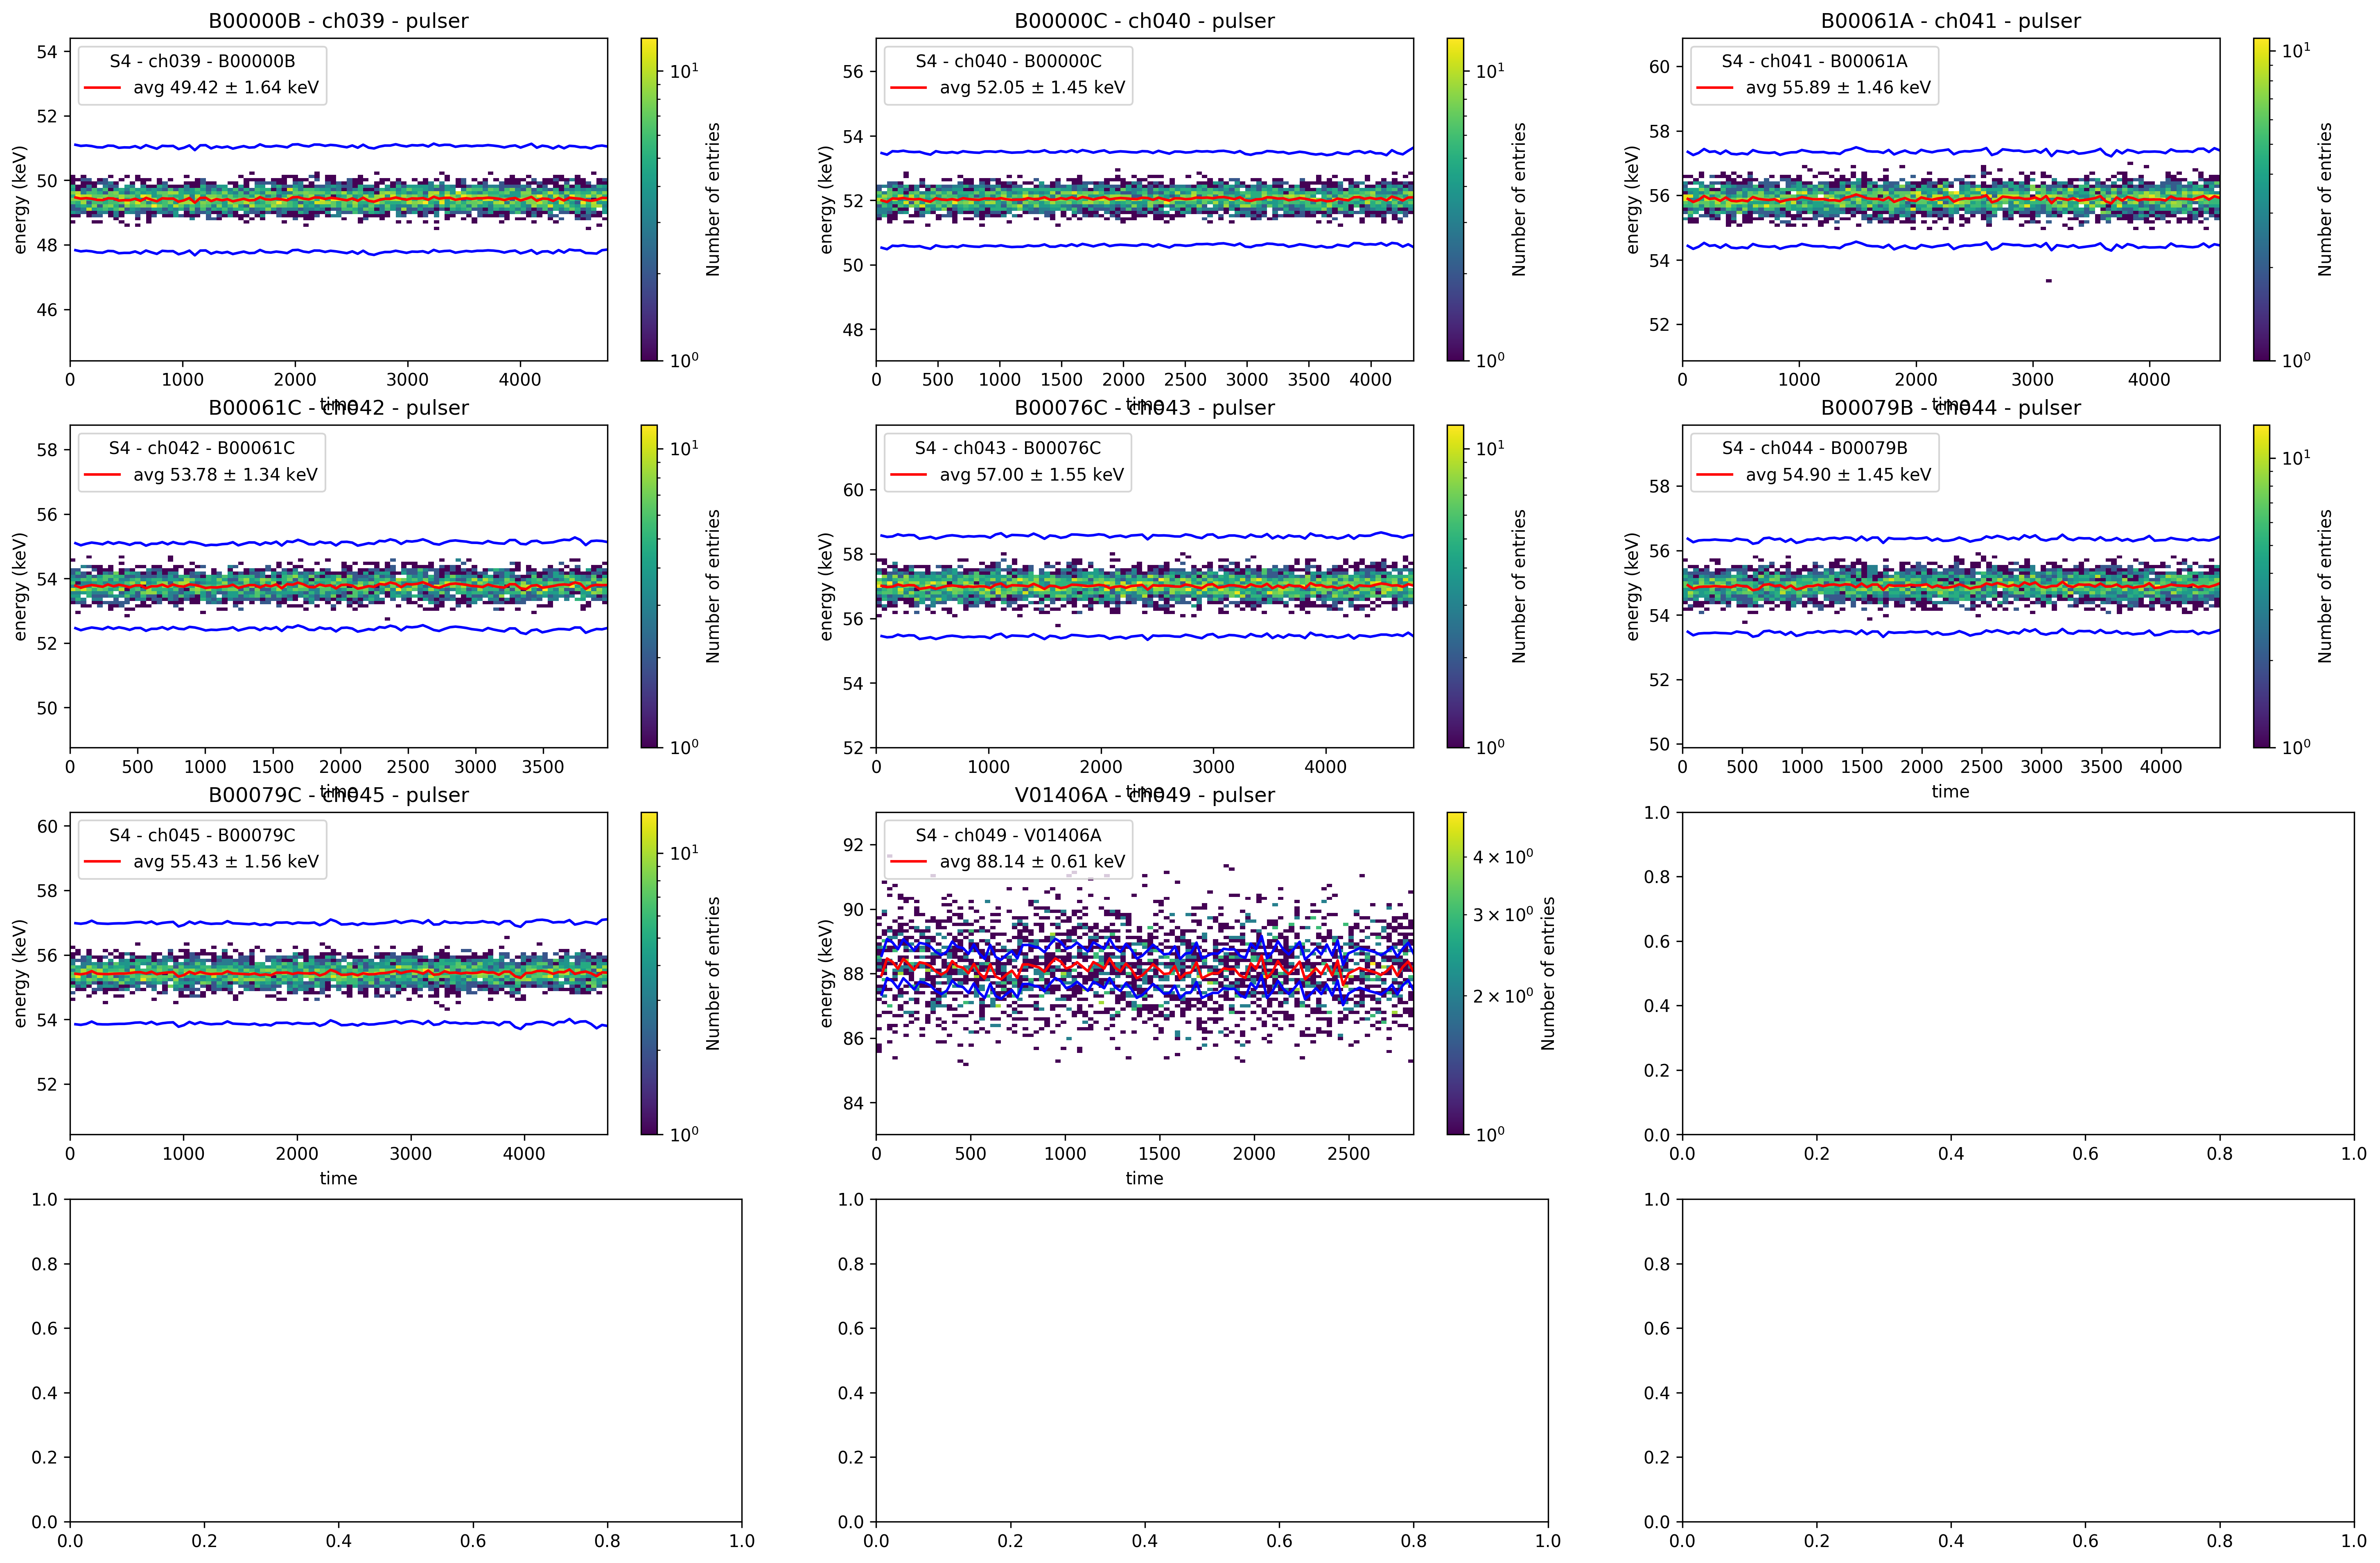 B00000B - ch039 - pulser
S4 - ch039 - B00000B
avg 49.42 ± 1.64 keV
energy (keV)
54
52
50
48
46
0 1000 2000 3000 4000
time
10¹
10⁰
Number of entries
B00000C - ch040 - pulser
S4 - ch040 - B00000C
avg 52.05 ± 1.45 keV
energy (keV)
56
54
52
50
48
0 500 1000 1500 2000 2500 3000 3500 4000
time
10¹
10⁰
Number of entries
B00061A - ch041 - pulser
S4 - ch041 - B00061A
avg 55.89 ± 1.46 keV
energy (keV)
60
58
56
54
52
0 1000 2000 3000 4000
time
10¹
10⁰
Number of entries
B00061C - ch042 - pulser
S4 - ch042 - B00061C
avg 53.78 ± 1.34 keV
energy (keV)
58
56
54
52
50
0 500 1000 1500 2000 2500 3000 3500
time
10¹
10⁰
Number of entries
B00076C - ch043 - pulser
S4 - ch043 - B00076C
avg 57.00 ± 1.55 keV
energy (keV)
60
58
56
54
52
0 1000 2000 3000 4000
time
10¹
10⁰
Number of entries
B00079B - ch044 - pulser
S4 - ch044 - B00079B
avg 54.90 ± 1.45 keV
energy (keV)
58
56
54
52
50
0 500 1000 1500 2000 2500 3000 3500 4000
time
10¹
10⁰
Number of entries
B00079C - ch045 - pulser
S4 - ch045 - B00079C
avg 55.43 ± 1.56 keV
energy (keV)
60
58
56
54
52
0 1000 2000 3000 4000
time
10¹
10⁰
Number of entries
V01406A - ch049 - pulser
S4 - ch049 - V01406A
avg 88.14 ± 0.61 keV
energy (keV)
92
90
88
86
84
0 500 1000 1500 2000 2500
time
4 × 10⁰
3 × 10⁰
2 × 10⁰
10⁰
Number of entries
1.0
0.8
0.6
0.4
0.2
0.0
0.0 0.2 0.4 0.6 0.8 1.0
1.0
0.8
0.6
0.4
0.2
0.0
0.0 0.2 0.4 0.6 0.8 1.0
1.0
0.8
0.6
0.4
0.2
0.0
0.0 0.2 0.4 0.6 0.8 1.0
1.0
0.8
0.6
0.4
0.2
0.0
0.0 0.2 0.4 0.6 0.8 1.0